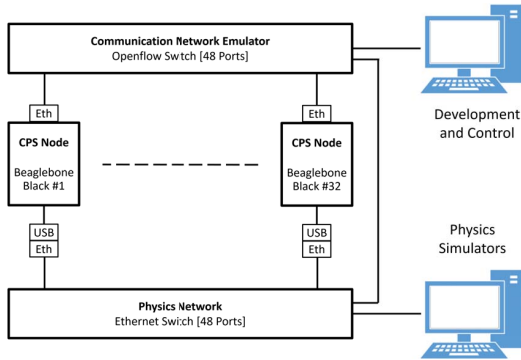 Communication Network Emulator
Openflow Switch [48 Ports]
Eth
Eth
CPS Node
Beaglebone
Black #1
CPS Node
Beaglebone
Black #32
Development
and Control
USB
Eth
USB
Eth
Physics
Simulators
Physics Network
Ethernet Switch [48 Ports]